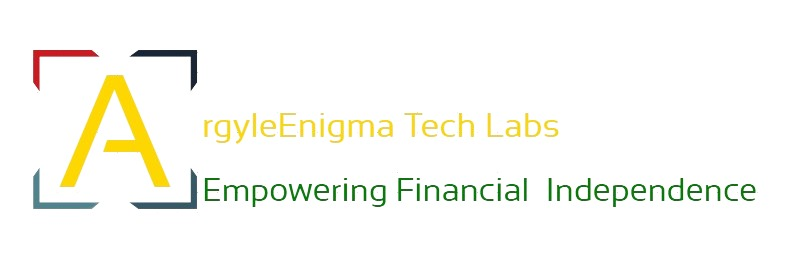 ArgyleEnigma Tech Labs
Empowering Financial  Independence